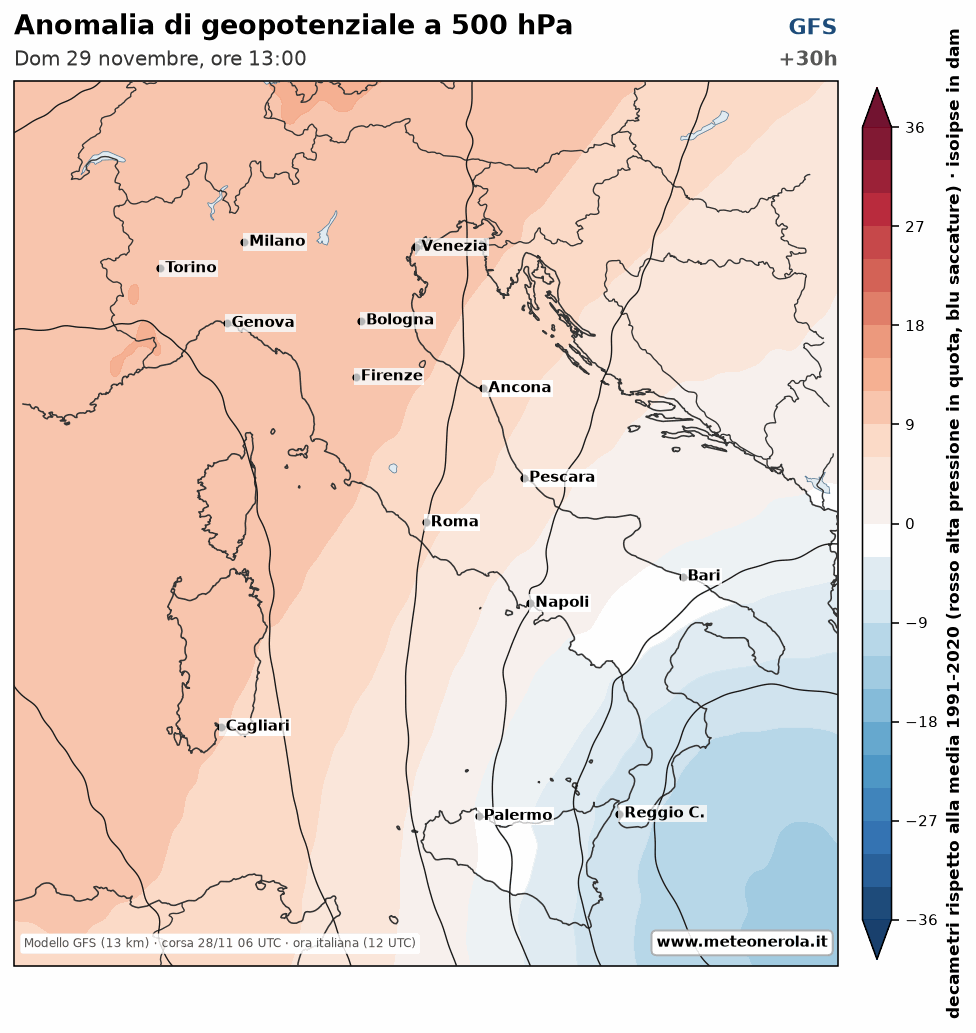 Anomalia di geopotenziale a 500 hPa
GFS
Dom 29 novembre, ore 13:00
+30h
Milano
Venezia
Torino
Genova
Bologna
Firenze
Ancona
Pescara
Roma
Bari
Napoli
Cagliari
Palermo
Reggio C.
Modello GFS (13 km) · corsa 28/11 06 UTC · ora italiana (12 UTC)
www.meteonerola.it
36
27
18
9
0
−9
−18
−27
−36
decametri rispetto alla media 1991-2020 (rosso alta pressione in quota, blu saccature) · isoipse in dam